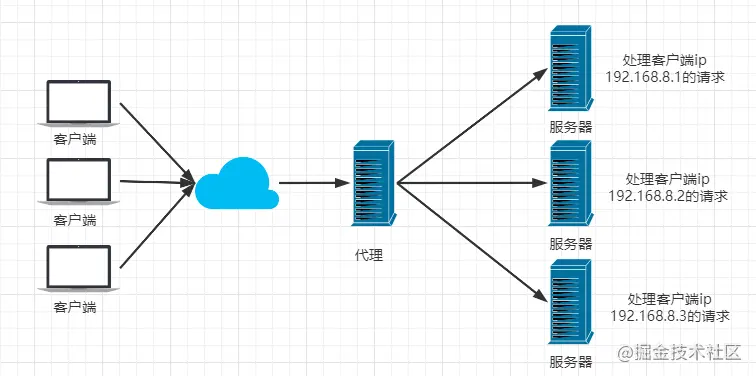 客户端
客户端
客户端
代理
服务器
处理客户端ip
192.168.8.1的请求
服务器
处理客户端ip
192.168.8.2的请求
服务器
处理客户端ip
192.168.8.3的请求
@掘金技术社区